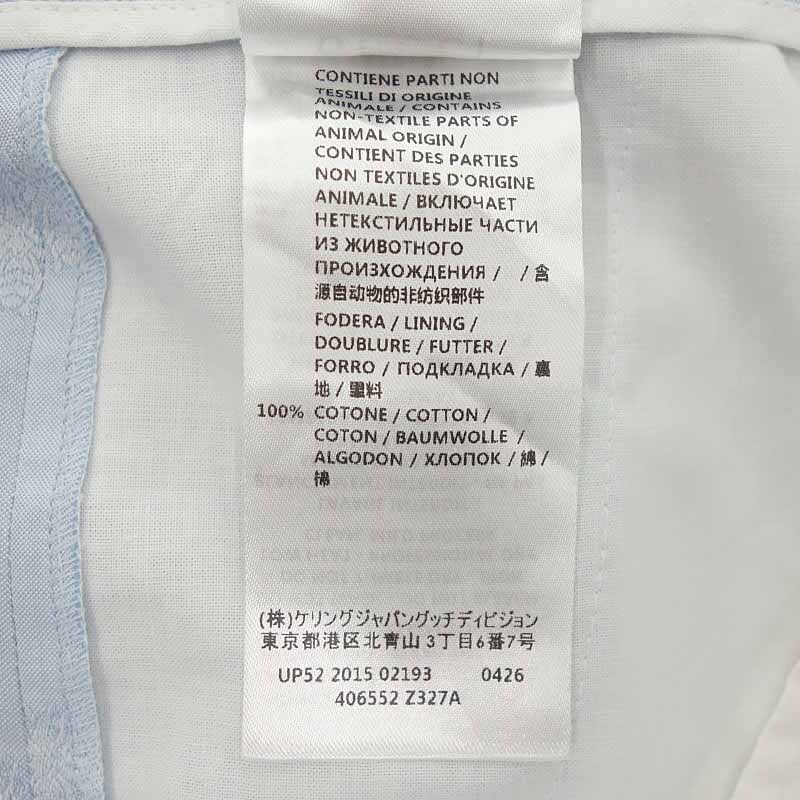 CONTIENE PARTI NON
TESSILI DI ORIGINE
ANIMALE / CONTAINS
NON-TEXTILE PARTS OF
ANIMAL ORIGIN /
CONTIENT DES PARTIES
NON TEXTILES D'ORIGINE
ANIMALE / ВКЛЮЧАЕТ
НЕТЕКСТИЛЬНЫЕ ЧАСТИ
ИЗ ЖИВОТНОГО
ПРОИЗХОЖДЕНИЯ / / 含
源自动物的非纺织部件
FODERA / LINING /
DOUBLURE / FUTTER /
FORRO / ПОДКЛАДКА / 裏
地 / 里料
100% COTONE / COTTON /
COTON / BAUMWOLLE /
ALGODON / ХЛОПОК / 綿 /
棉
(株)ケリングジャパングッチディビジョン
東京都港区北青山3丁目6番7号
UP52 2015 02193 0426
406552 Z327A